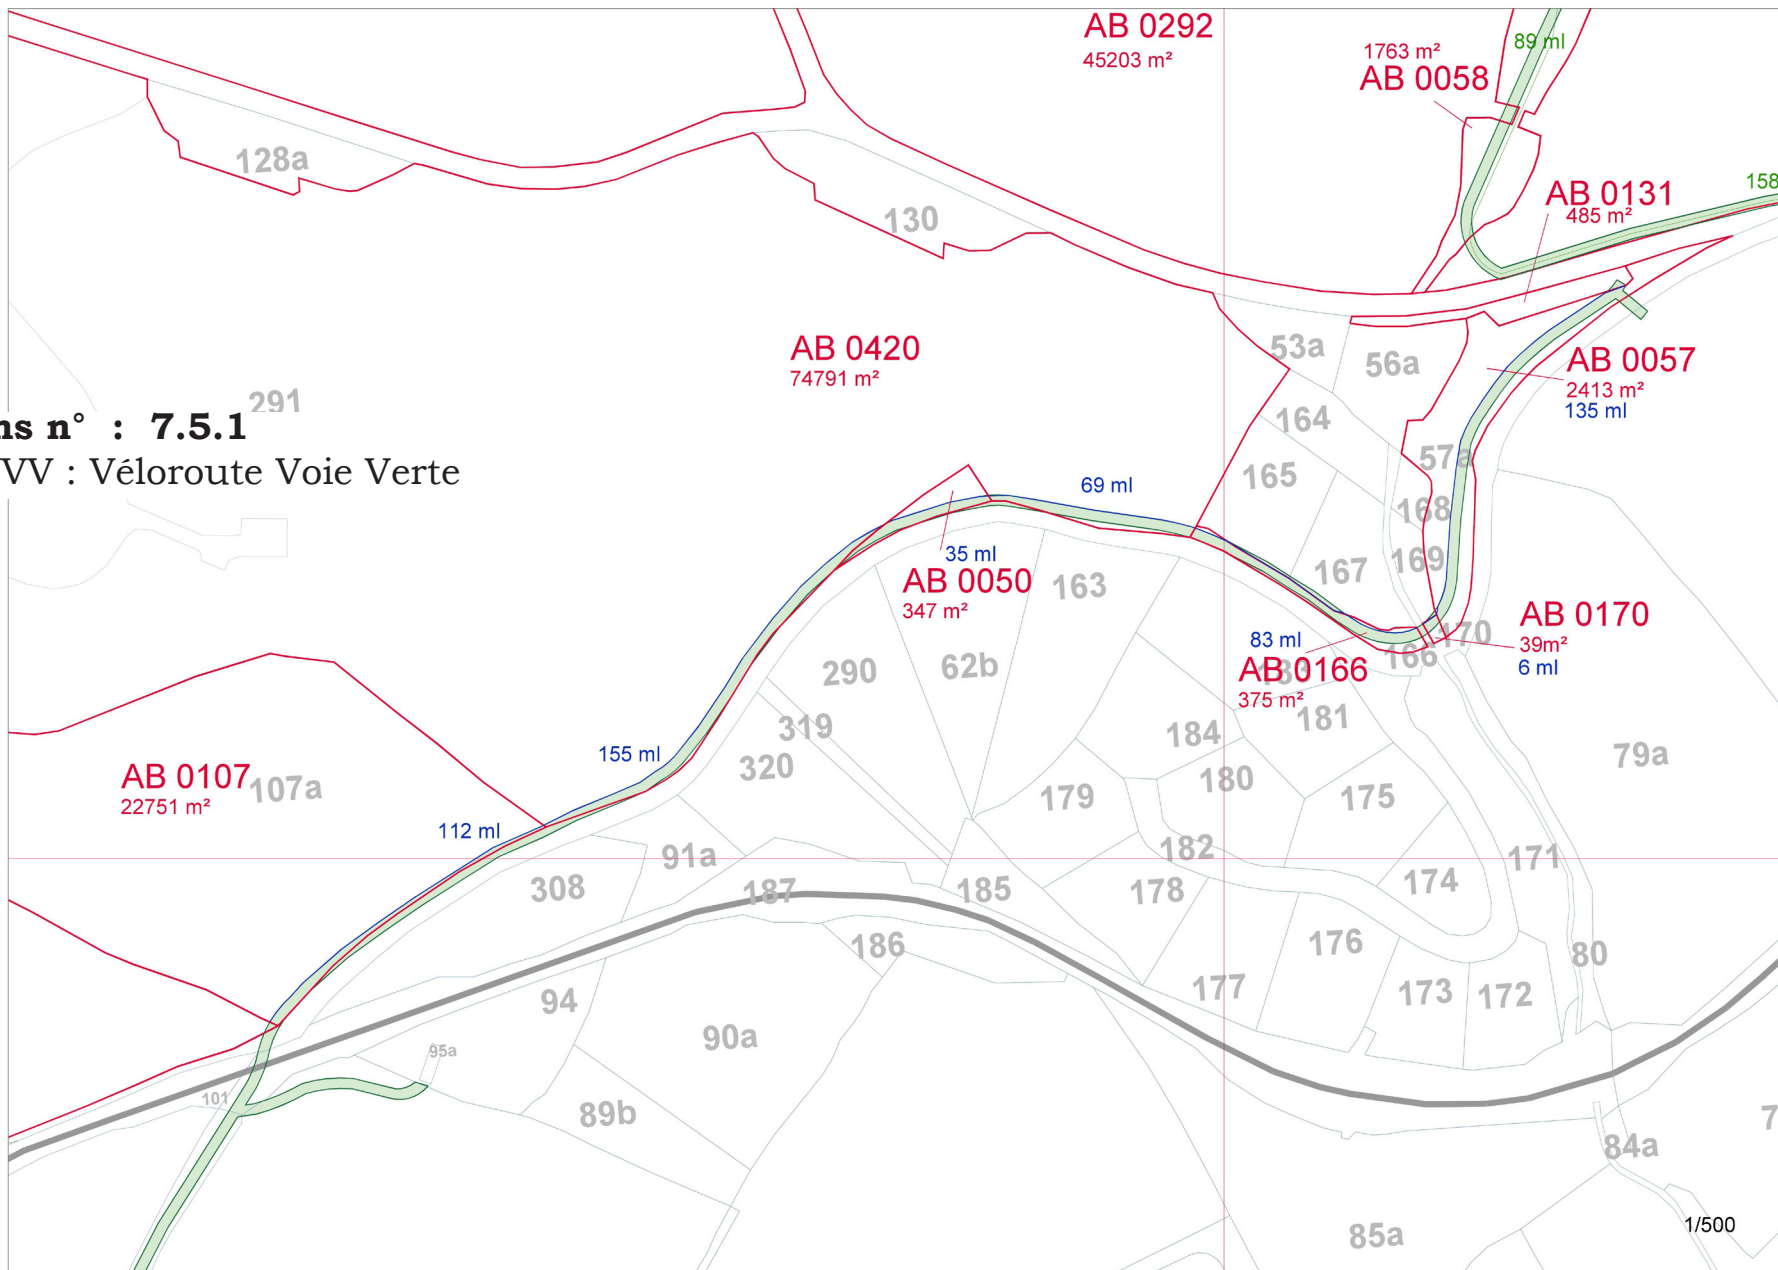 AB 0292
45203 m²
89 ml
1763 m²
AB 0058
128a
130
AB 0131
485 m²
158
AB 0420
74791 m²
53a
56a
AB 0057
2413 m²
135 ml
291
ns n° : 7.5.1
VV : Véloroute Voie Verte
164
165
57a
69 ml
168
35 ml
AB 0050
347 m²
163
167
169
AB 0170
39m²
6 ml
170
83 ml
166
AB 0166
375 m²
290
62b
181
319
184
155 ml
320
79a
AB 0107
22751 m²
107a
179
180
175
112 ml
91a
182
171
308
187
185
178
174
186
176
80
94
177
173
172
90a
95a
101
89b
7
84a
85a
1/500